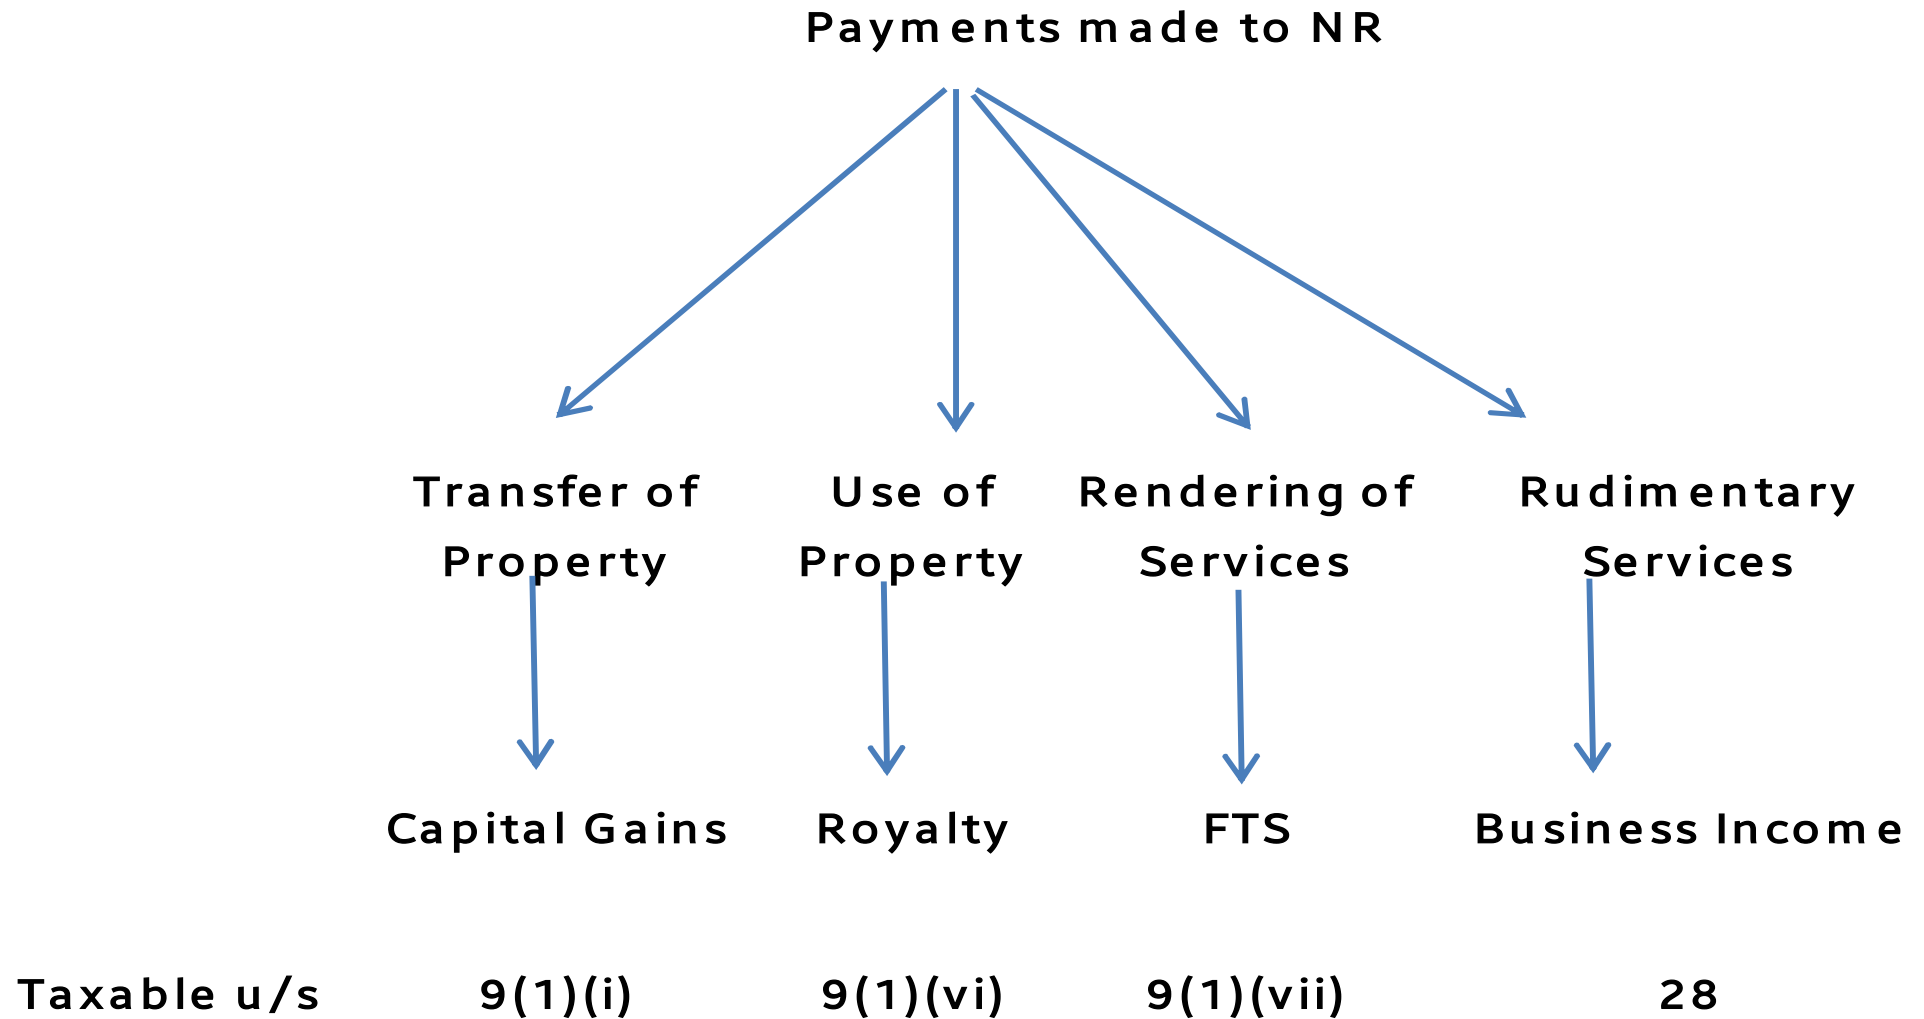 Payments made to NR
Transfer of Property
Use of Property
Rendering of Services
Rudimentary Services
Capital Gains
Royalty
FTS
Business Income
Taxable u/s
9(1)(i)
9(1)(vi)
9(1)(vii)
28